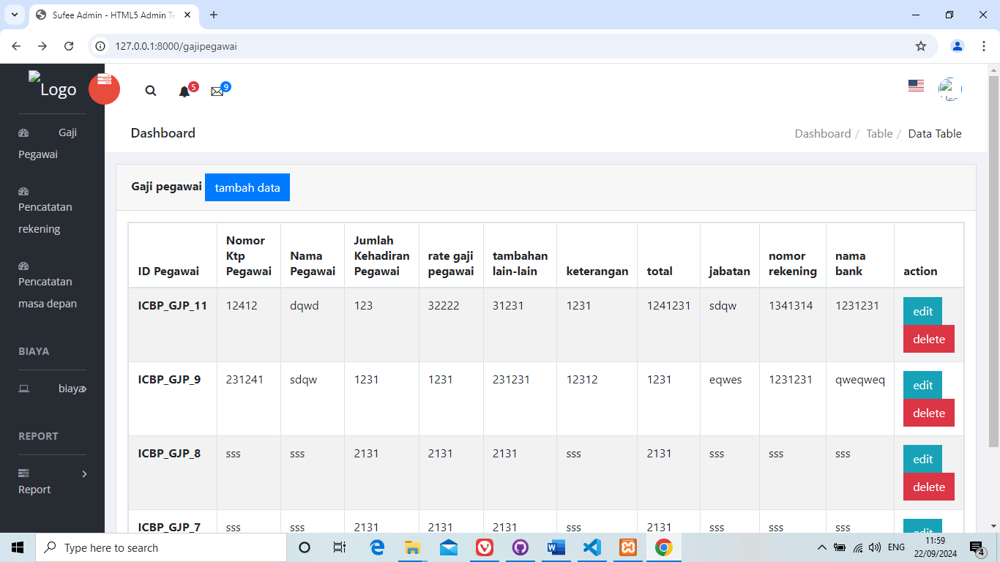 Sufee Admin - HTML5 Admin Te
127.0.0.1:8000/gajipegawai
Logo
5
9
Dashboard
Dashboard / Table / Data Table
Gaji
Pegawai
Pencatatan
rekening
Pencatatan
masa depan
BIAYA
biaya
REPORT
Report
Gaji pegawai tambah data
ID Pegawai Nomor Ktp Pegawai Nama Pegawai Jumlah Kehadiran Pegawai rate gaji pegawai tambahan lain-lain keterangan total jabatan nomor rekening nama bank action
ICBP_GJP_11 12412 dqwd 123 32222 31231 1231 1241231 sdqw 1341314 1231231 edit
delete
ICBP_GJP_9 231241 sdqw 1231 1231 231231 12312 1231 eqwes 1231231 qweqweq edit
delete
ICBP_GJP_8 sss sss 2131 2131 2131 sss 2131 sss sss sss edit
delete
ICBP_GJP_7 sss sss 2131 2131 2131 sss 2131 sss sss sss edit
Type here to search
ENG
11:59
22/09/2024
4